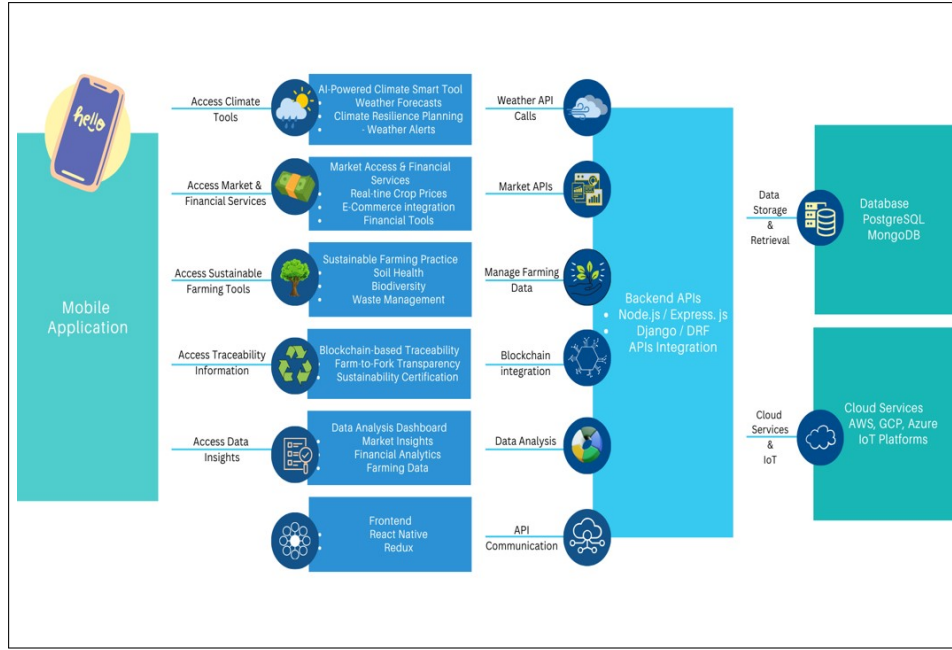 hello
Mobile
Application
Access Climate
Tools
AI-Powered Climate Smart Tool
Weather Forecasts
Climate Resilience Planning
- Weather Alerts
Weather API
Calls
Access Market &
Financial Services
Market Access & Financial
Services
Real-tine Crop Prices
E-Commerce integration
Financial Tools
Market APIs
Access Sustainable
Farming Tools
Sustainable Farming Practice
Soil Health
Biodiversity
Waste Management
Manage Farming
Data
Access Traceability
Information
Blockchain-based Traceability
Farm-to-Fork Transparency
Sustainability Certification
Blockchain
integration
Access Data
Insights
Data Analysis Dashboard
Market Insights
Financial Analytics
Farming Data
Data Analysis
Frontend
React Native
Redux
API
Communication
Backend APIs
• Node.js / Express. js
• Django / DRF
APIs Integration
Data
Storage
&
Retrieval
Database
PostgreSQL
MongoDB
Cloud
Services
&
IoT
Cloud Services
AWS, GCP, Azure
IoT Platforms